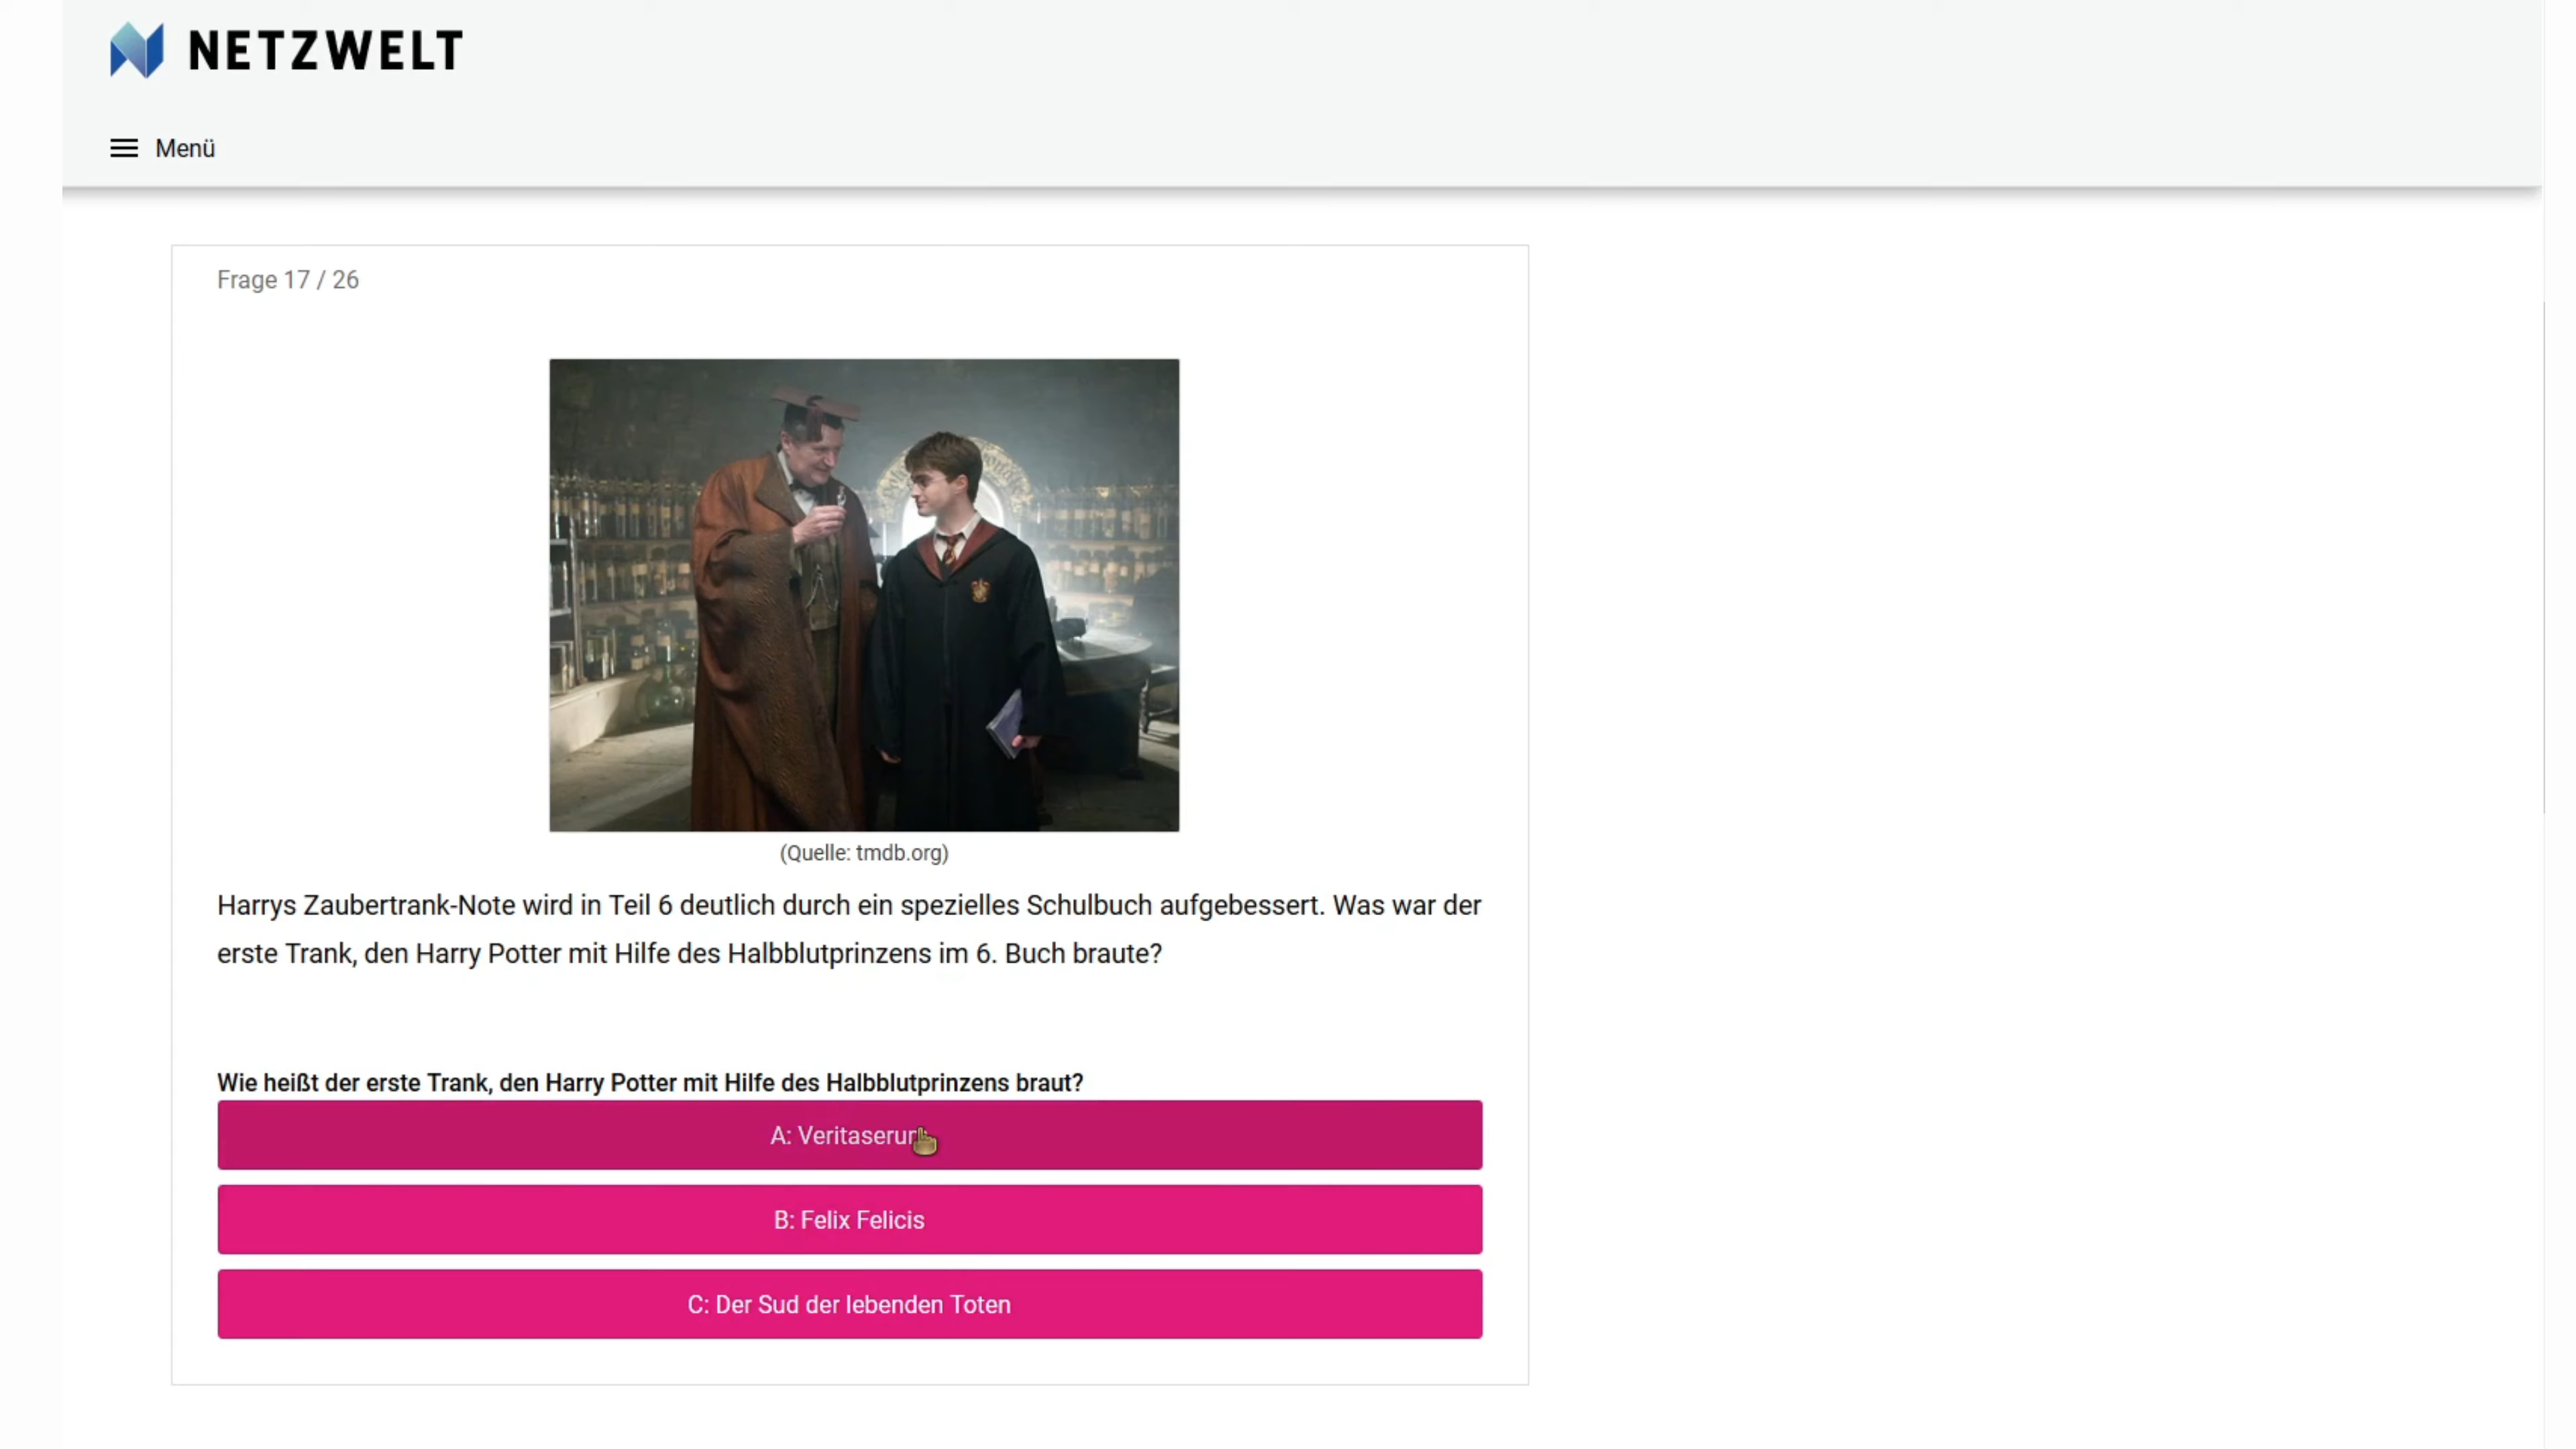 NETZWELT
Menü
Frage 17 / 26
(Quelle: tmdb.org)
Harrys Zaubertrank-Note wird in Teil 6 deutlich durch ein spezielles Schulbuch aufgebessert. Was war der
erste Trank, den Harry Potter mit Hilfe des Halbblutprinzens im 6. Buch braute?
Wie heißt der erste Trank, den Harry Potter mit Hilfe des Halbblutprinzens braut?
A: Veritaserum
B: Felix Felicis
C: Der Sud der lebenden Toten